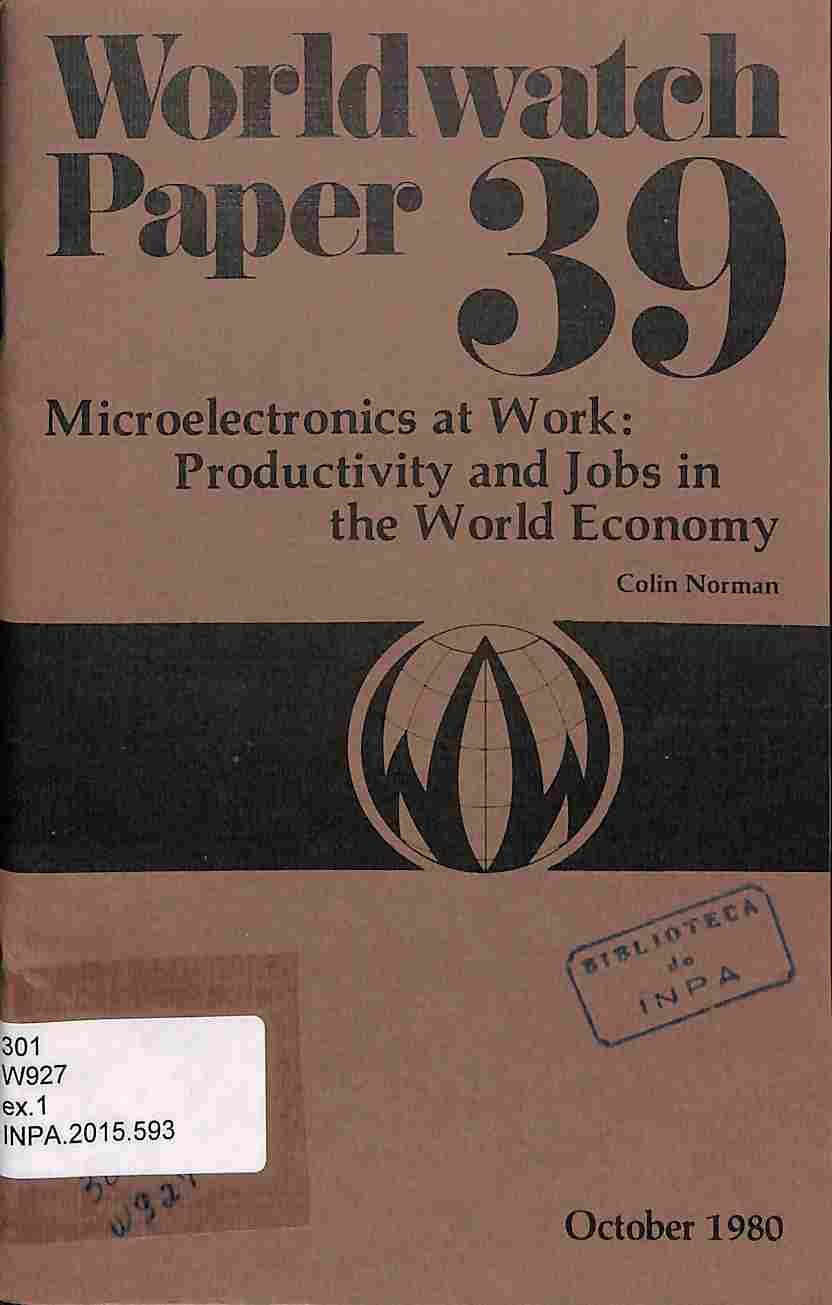 Worldwatch
Paper 39
Microelectronics at Work:
Productivity and Jobs in
the World Economy
Colin Norman
BIBLIOTECA
do
INPA
301
W927
ex.1
INPA.2015.593
W927
October 1980